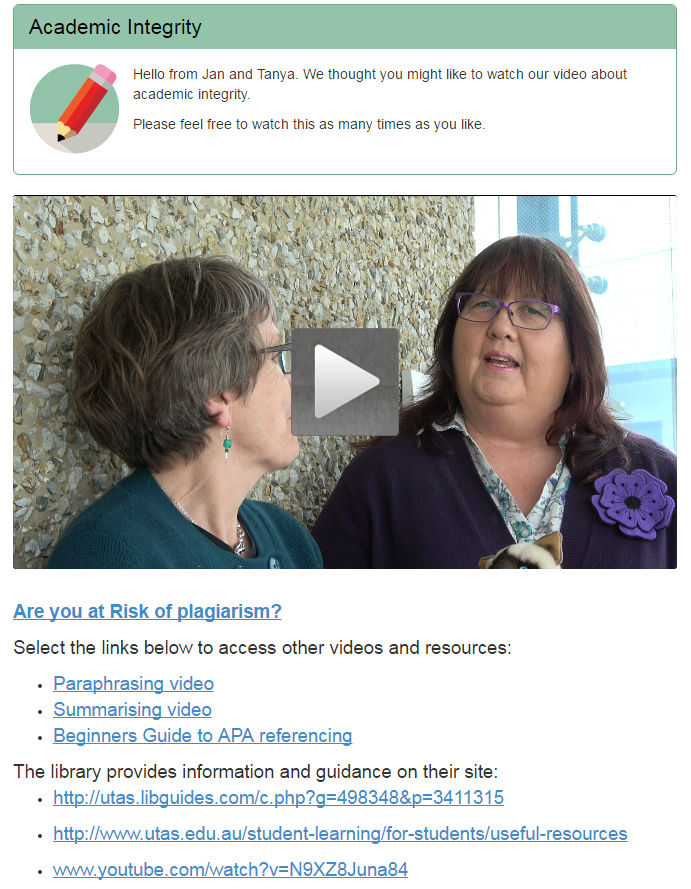 Academic Integrity
Hello from Jan and Tanya. We thought you might like to watch our video about
academic integrity.
Please feel free to watch this as many times as you like.
Are you at Risk of plagiarism?
Select the links below to access other videos and resources:
Paraphrasing video
Summarising video
Beginners Guide to APA referencing
The library provides information and guidance on their site:
http://utas.libguides.com/c.php?g=498348&p=3411315
http://www.utas.edu.au/student-learning/for-students/useful-resources
www.youtube.com/watch?v=N9XZ8Juna84